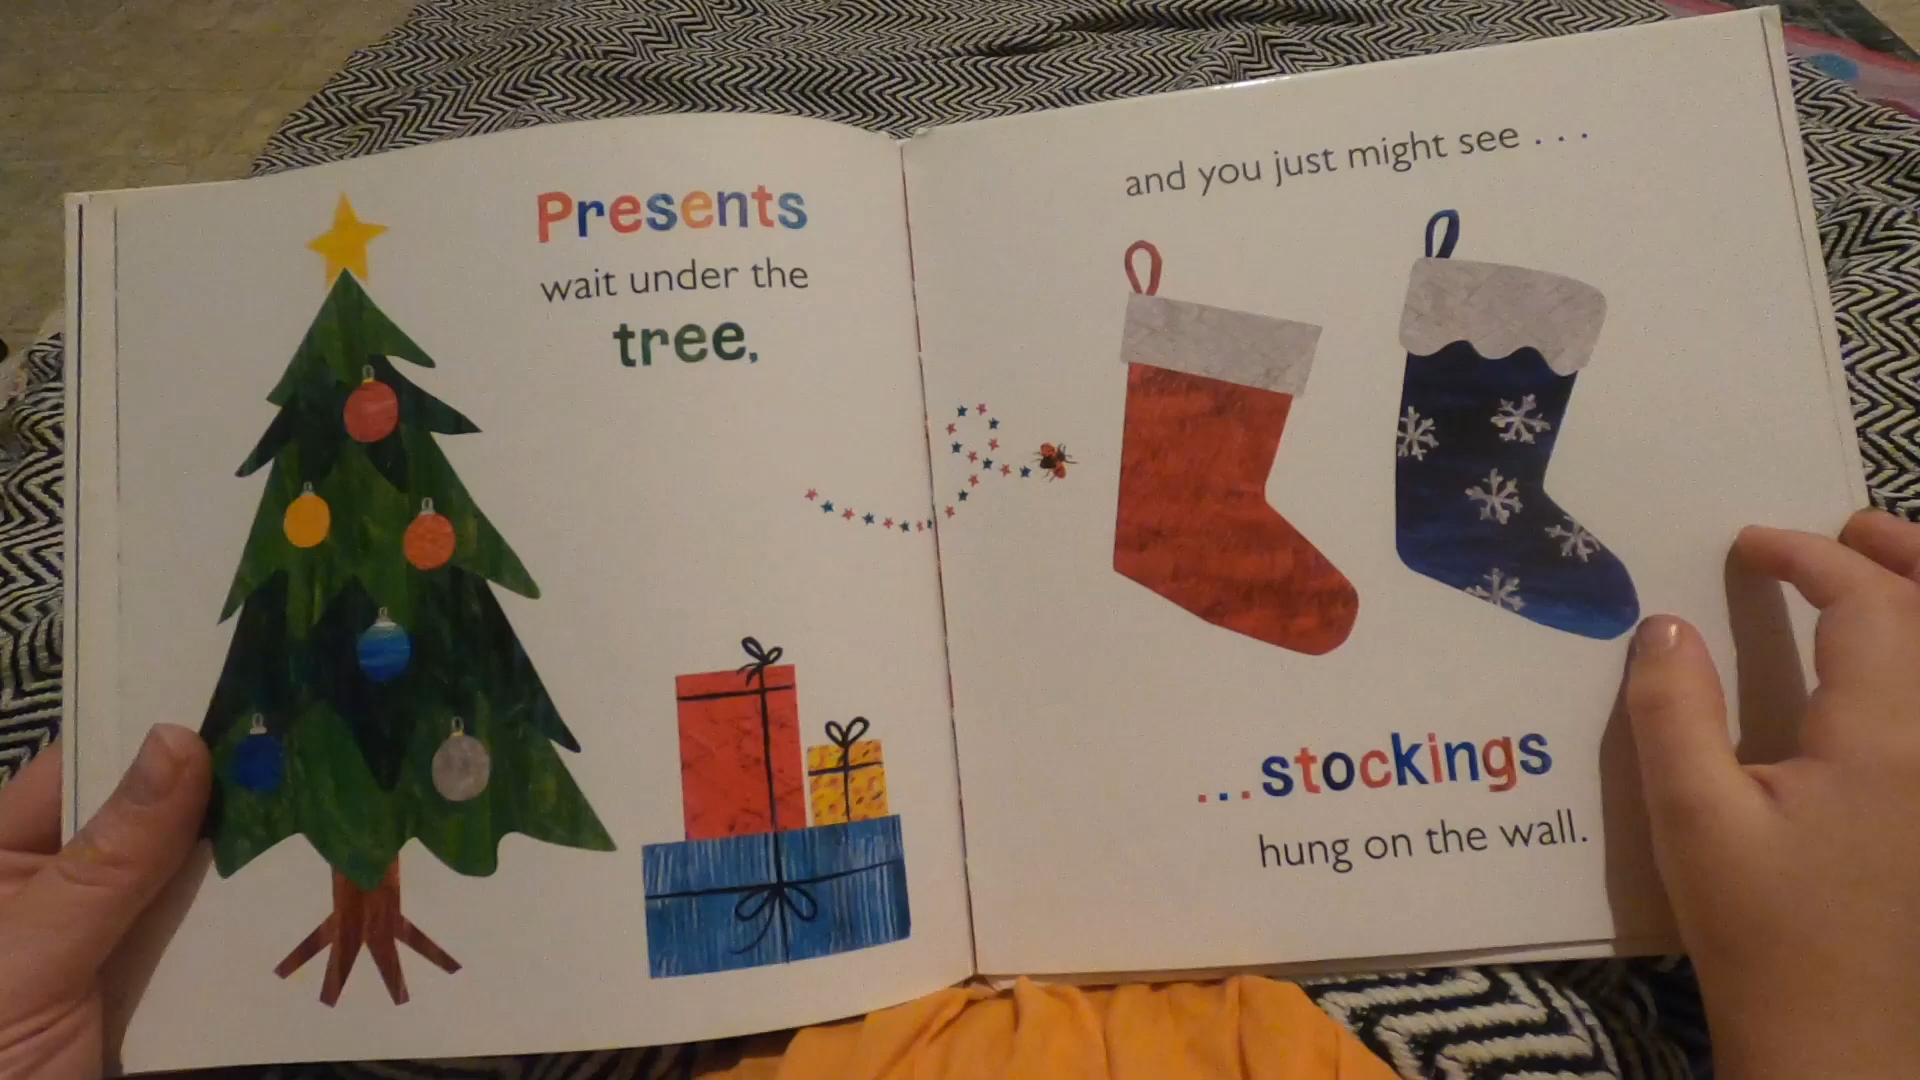 Presents
wait under the
tree,
and you just might see . . .
...stockings
hung on the wall.